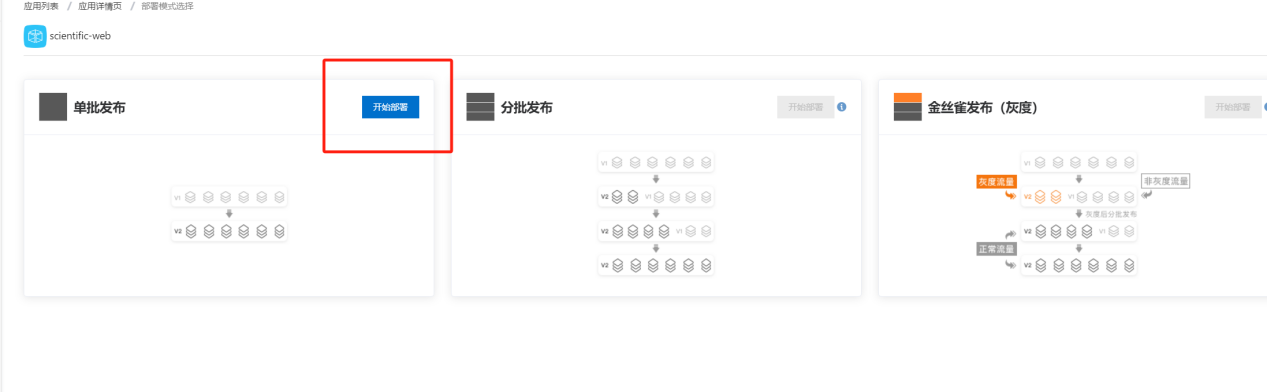 应用列表 / 应用详情页 / 部署模式选择
scientific-web
单批发布
开始部署
V1
V2
分批发布
开始部署
V1
V2 V1
V2 V1
V2
金丝雀发布（灰度）
开始部署
V1
灰度流量
非灰度流量
V2 V1
灰度后分批发布
V2 V1
正常流量
V2